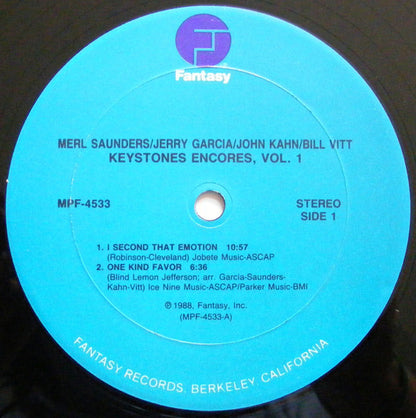 Fantasy
MERL SAUNDERS/JERRY GARCIA/JOHN KAHN/BILL VITT
KEYSTONES ENCORES, VOL. 1
MPF-4533
STEREO
SIDE 1
1. I SECOND THAT EMOTION 10:57
(Robinson-Cleveland) Jobete Music-ASCAP
2. ONE KIND FAVOR 6:36
(Blind Lemon Jefferson; arr. Garcia-Saunders-
Kahn-Vitt) Ice Nine Music-ASCAP/Parker Music-BMI
℗ 1988, Fantasy, Inc.
(MPF-4533-A)
FANTASY RECORDS, BERKELEY, CALIFORNIA